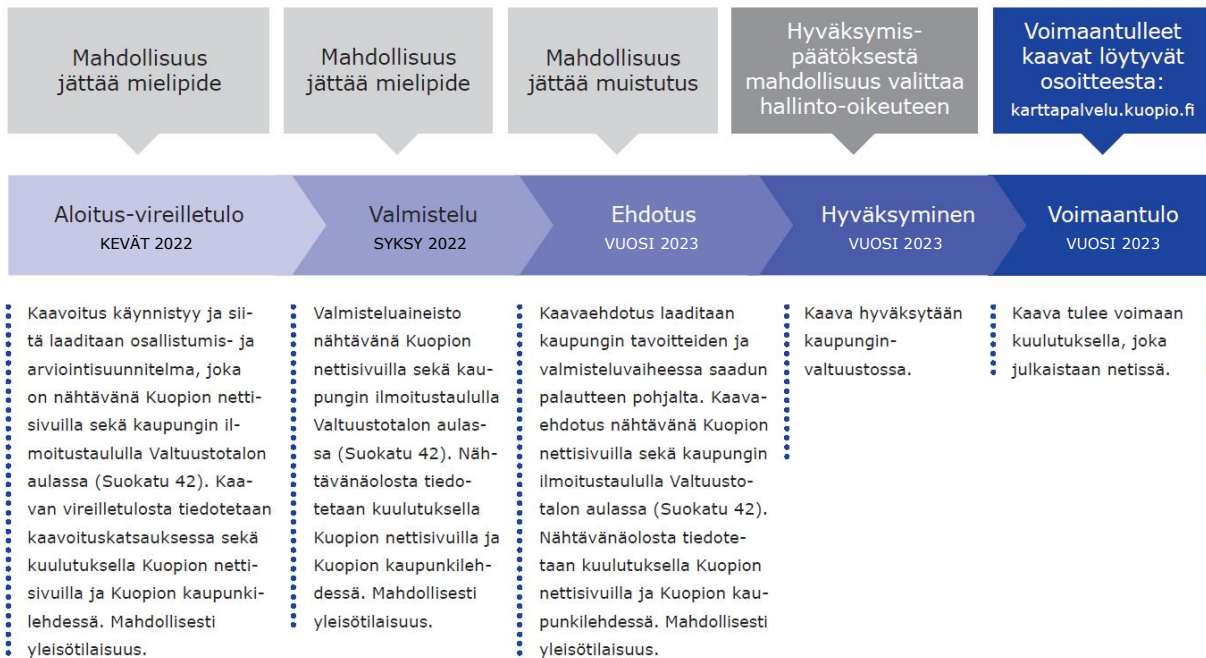 Mahdollisuus
jättää mielipide
Mahdollisuus
jättää mielipide
Mahdollisuus
jättää muistutus
Hyväksymis-
päätöksestä
mahdollisuus valittaa
hallinto-oikeuteen
Voimaantulleet
kaavat löytyvät
osoitteesta:
karttapalvelu.kuopio.fi
Aloitus-vireilletulo
KEVÄT 2022
Valmistelu
SYKSY 2022
Ehdotus
VUOSI 2023
Hyväksyminen
VUOSI 2023
Voimaantulo
VUOSI 2023
Kaavoitus käynnistyy ja sii-
tä laaditaan osallistumis- ja
arviointisuunnitelma, joka
on nähtävänä Kuopion netti-
sivuilla sekä kaupungin il-
moitustaululla Valtuustotalon
aulassa (Suokatu 42). Kaa-
van vireilletulosta tiedotetaan
kaavoituskatsauksessa sekä
kuulutuksella Kuopion netti-
sivuilla ja Kuopion kaupunki-
lehdessä. Mahdollisesti
yleisötilaisuus.
Valmisteluaineisto
nähtävänä Kuopion
nettisivuilla sekä kau-
pungin ilmoitustaululla
Valtuustotalon aulas-
sa (Suokatu 42). Näh-
tävänäolosta tiedo-
tetaan kuulutuksella
Kuopion nettisivuilla ja
Kuopion kaupunkileh-
dessä. Mahdollisesti
yleisötilaisuus.
Kaavaehdotus laaditaan
kaupungin tavoitteiden ja
valmisteluvaiheessa saadun
palautteen pohjalta. Kaava-
ehdotus nähtävänä Kuopion
nettisivuilla sekä kaupungin
ilmoitustaululla Valtuusto-
talon aulassa (Suokatu 42).
Nähtävänäolosta tiedote-
taan kuulutuksella Kuopion
nettisivuilla ja Kuopion kau-
punkilehdessä. Mahdollisesti
yleisötilaisuus.
Kaava hyväksytään
kaupungin-
valtuustossa.
Kaava tulee voimaan
kuulutuksella, joka
julkaistaan netissä.